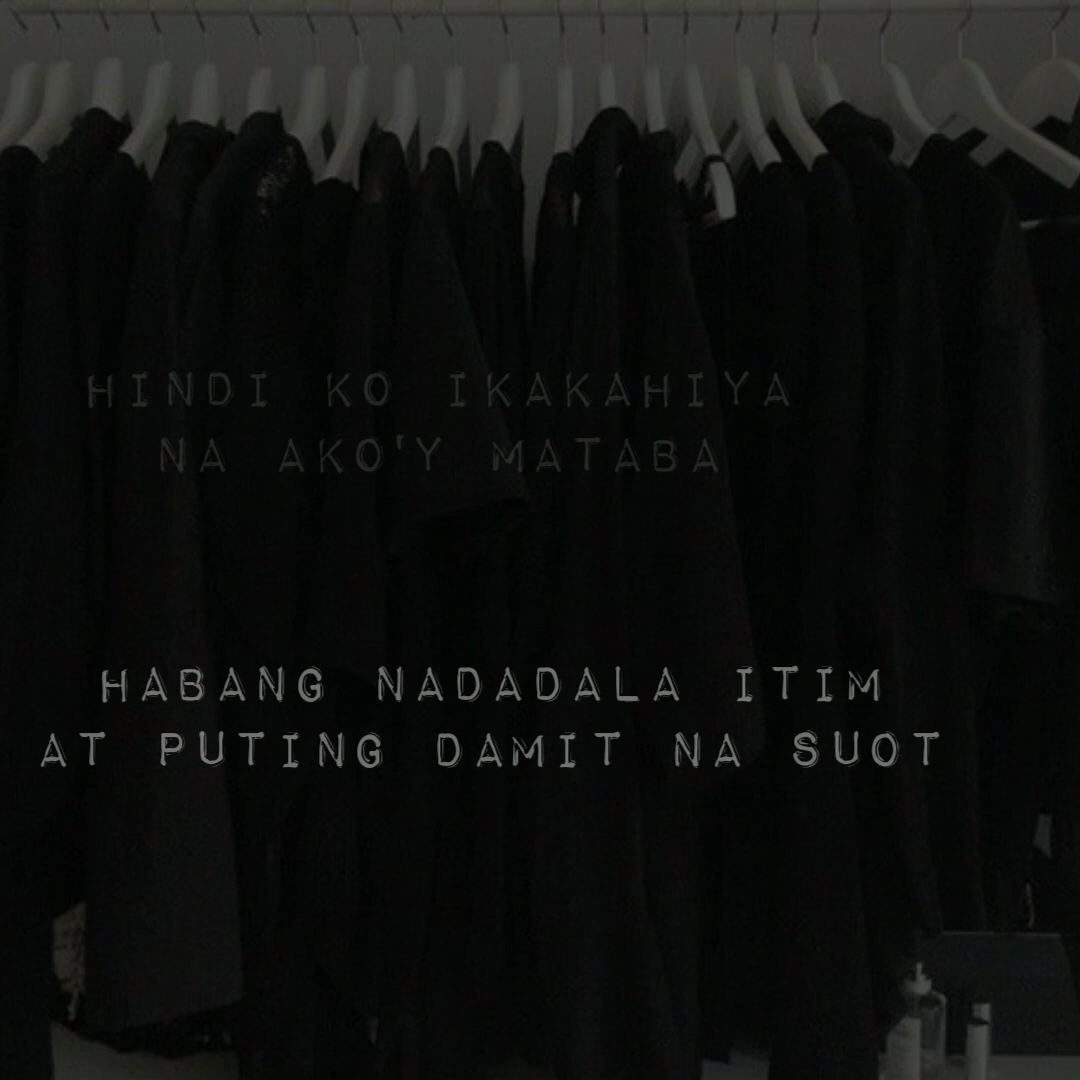 HINDI KO IKAKAHIYA
NA AKO'Y MATABA
HABANG NADADALA ITIM
AT PUTING DAMIT NA SUOT